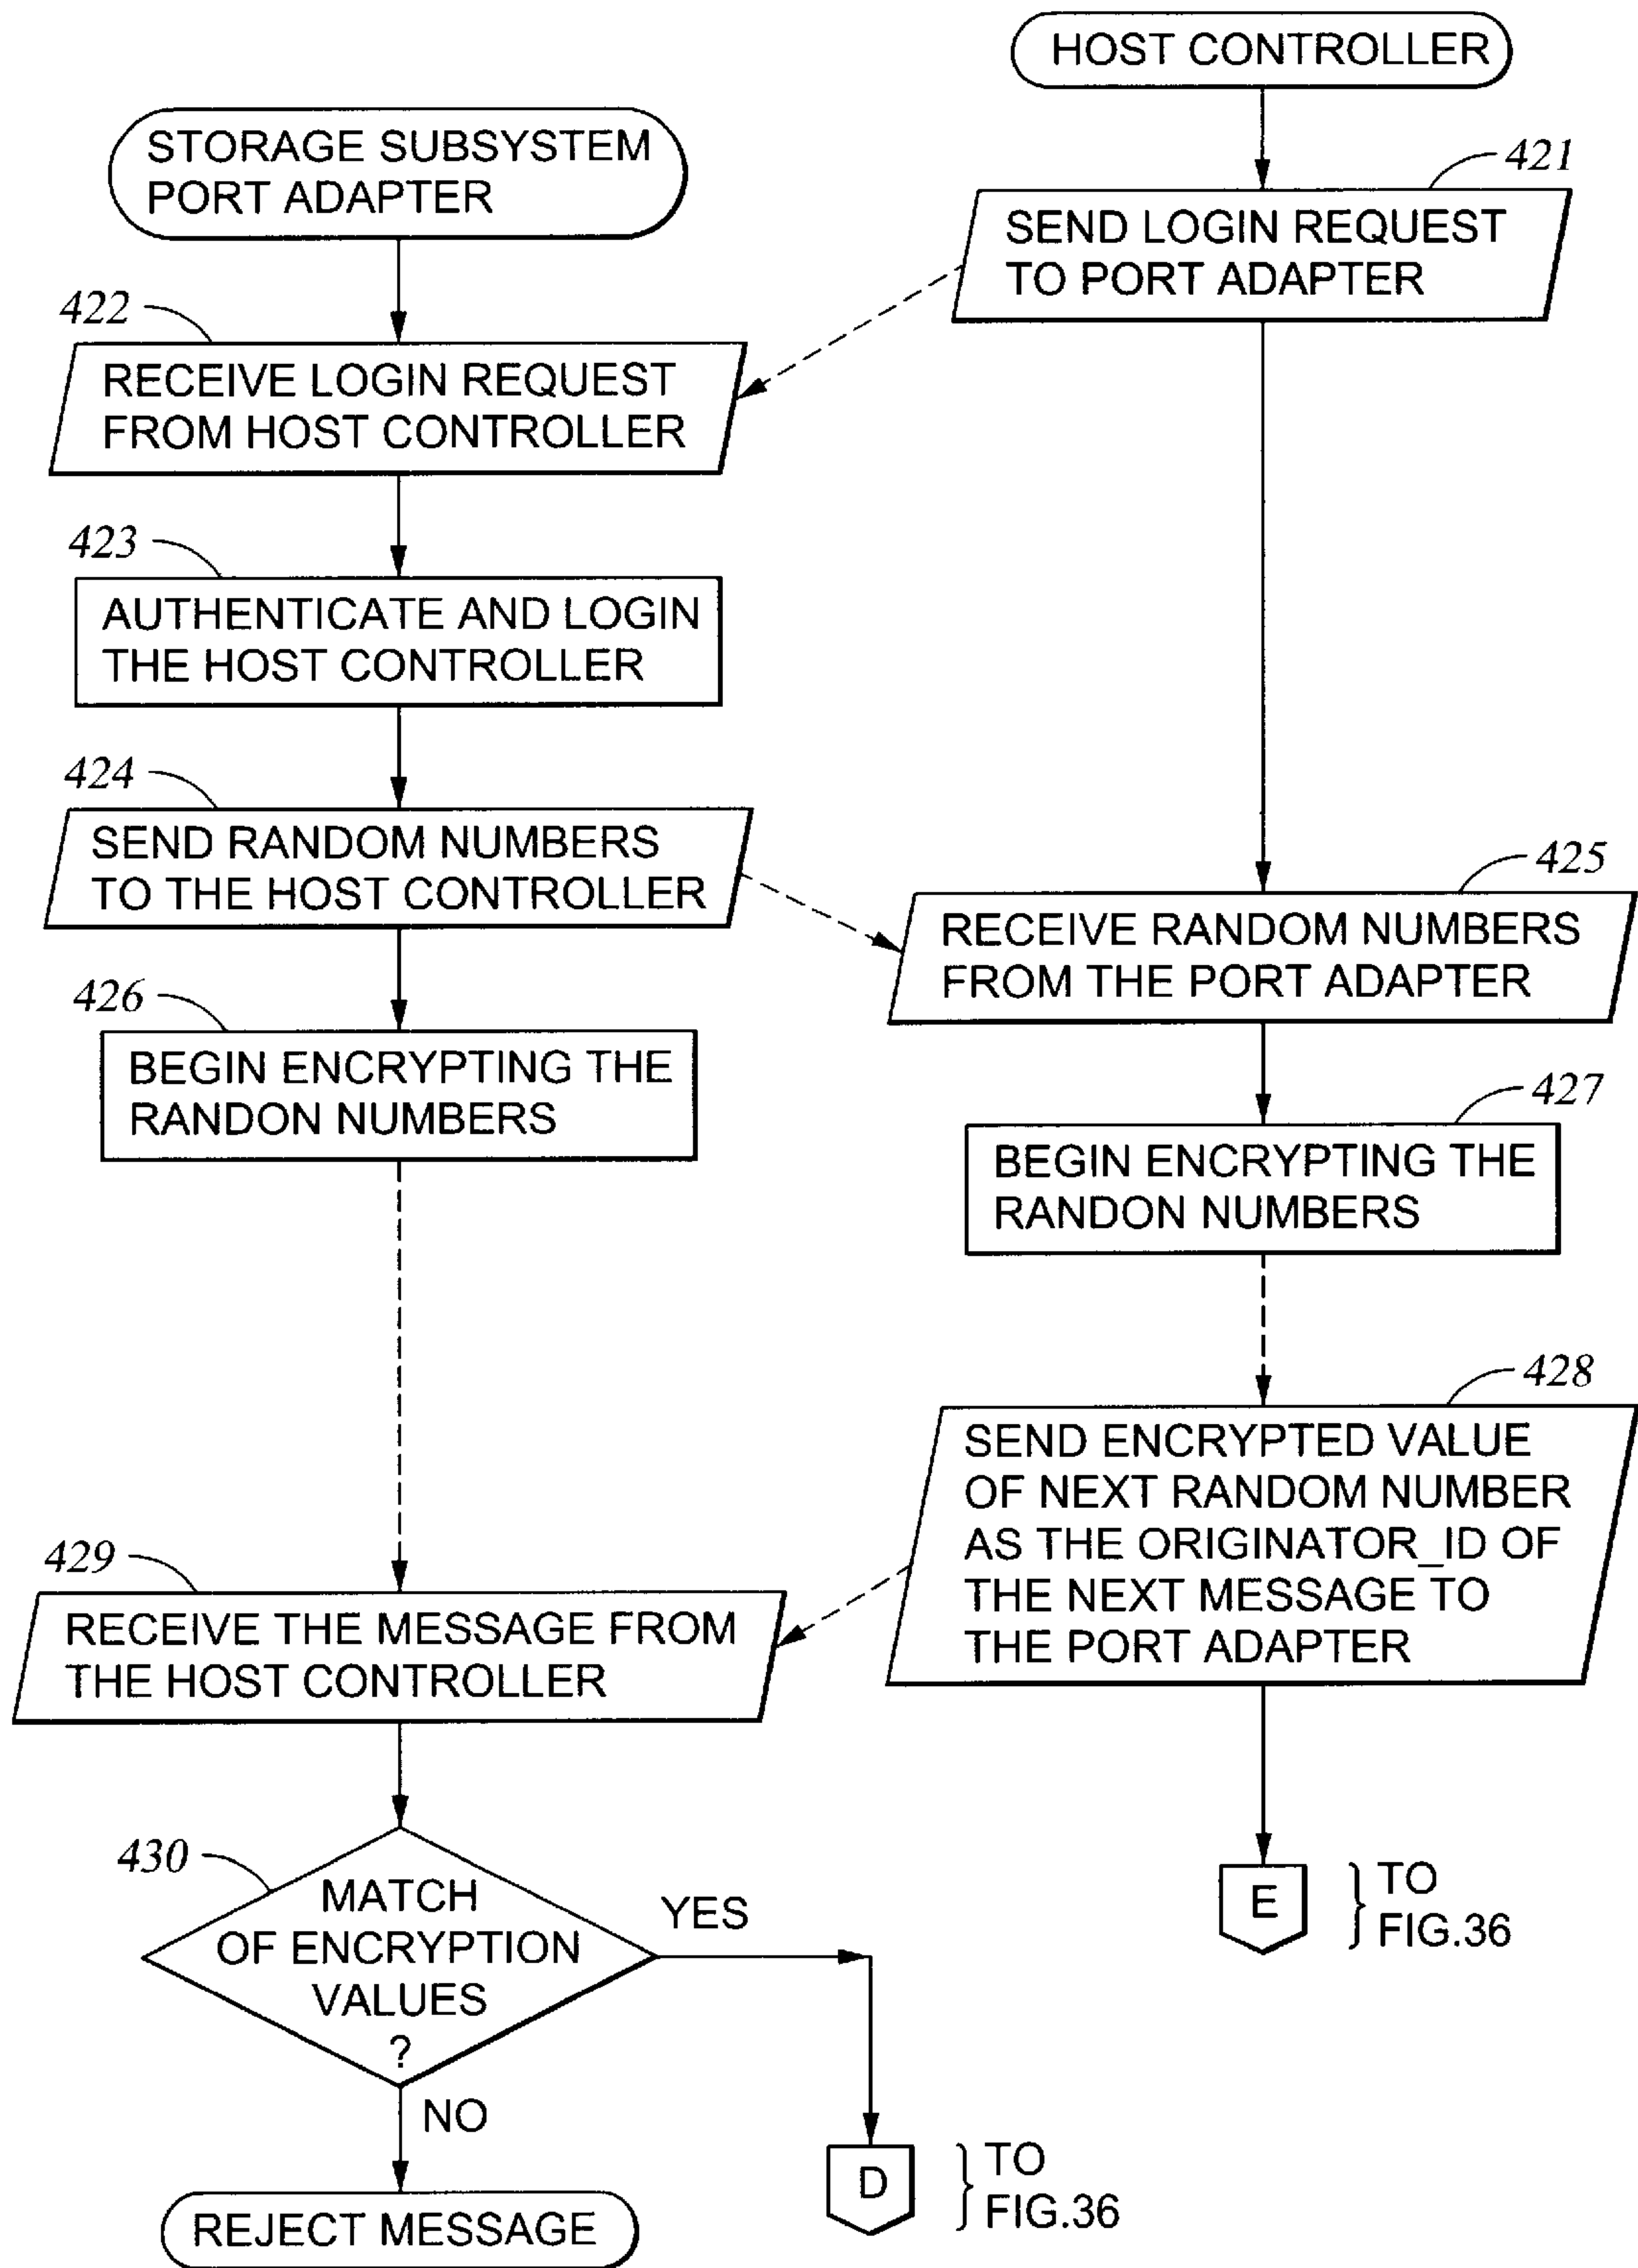 HOST CONTROLLER
STORAGE SUBSYSTEM
PORT ADAPTER
421
SEND LOGIN REQUEST
TO PORT ADAPTER
422
RECEIVE LOGIN REQUEST
FROM HOST CONTROLLER
423
AUTHENTICATE AND LOGIN
THE HOST CONTROLLER
424
SEND RANDOM NUMBERS
TO THE HOST CONTROLLER
425
RECEIVE RANDOM NUMBERS
FROM THE PORT ADAPTER
426
BEGIN ENCRYPTING THE
RANDON NUMBERS
427
BEGIN ENCRYPTING THE
RANDON NUMBERS
428
SEND ENCRYPTED VALUE
OF NEXT RANDOM NUMBER
AS THE ORIGINATOR_ID OF
THE NEXT MESSAGE TO
THE PORT ADAPTER
429
RECEIVE THE MESSAGE FROM
THE HOST CONTROLLER
430
MATCH
OF ENCRYPTION
VALUES
?
YES
NO
E
TO
FIG.36
D
TO
FIG.36
REJECT MESSAGE